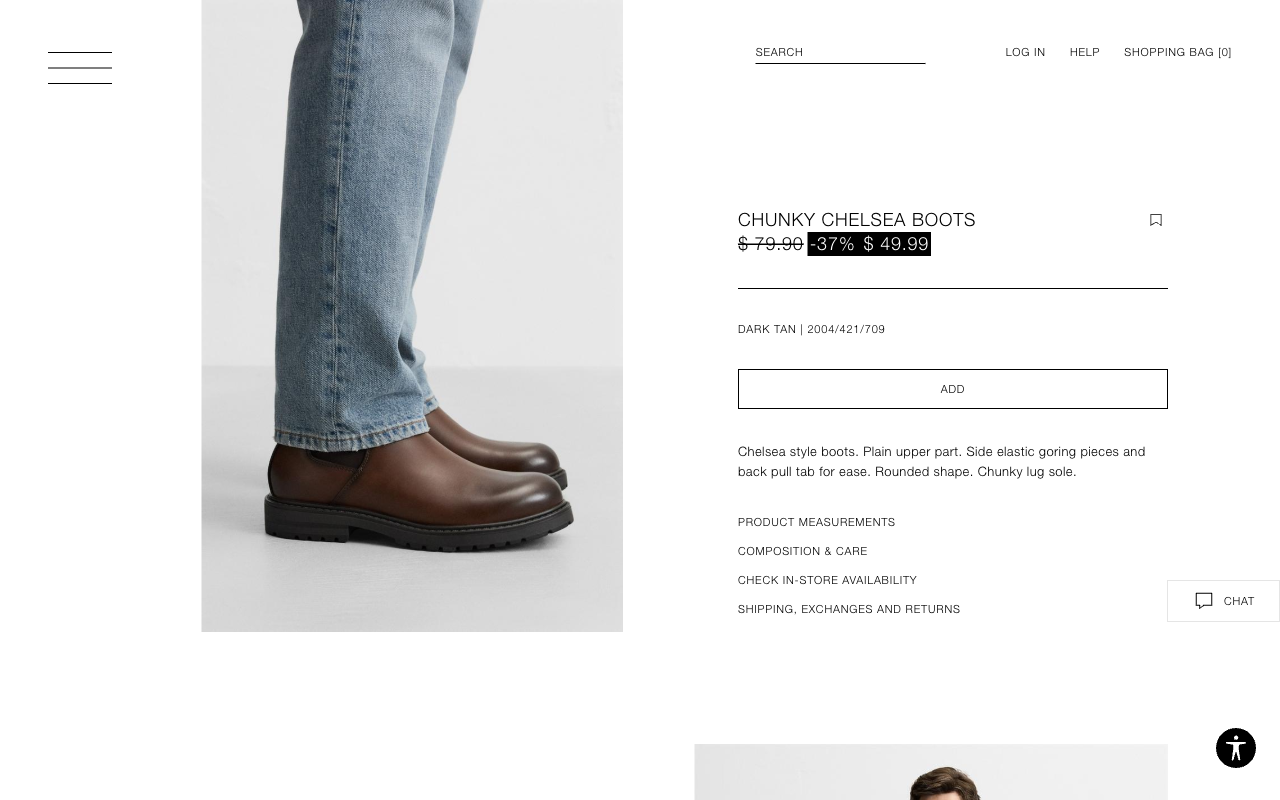 SEARCH
LOG IN
HELP
SHOPPING BAG [0]
CHUNKY CHELSEA BOOTS
$ 79.90 -37% $ 49.99
DARK TAN | 2004/421/709
ADD
Chelsea style boots. Plain upper part. Side elastic goring pieces and
back pull tab for ease. Rounded shape. Chunky lug sole.
PRODUCT MEASUREMENTS
COMPOSITION & CARE
CHECK IN-STORE AVAILABILITY
SHIPPING, EXCHANGES AND RETURNS
CHAT